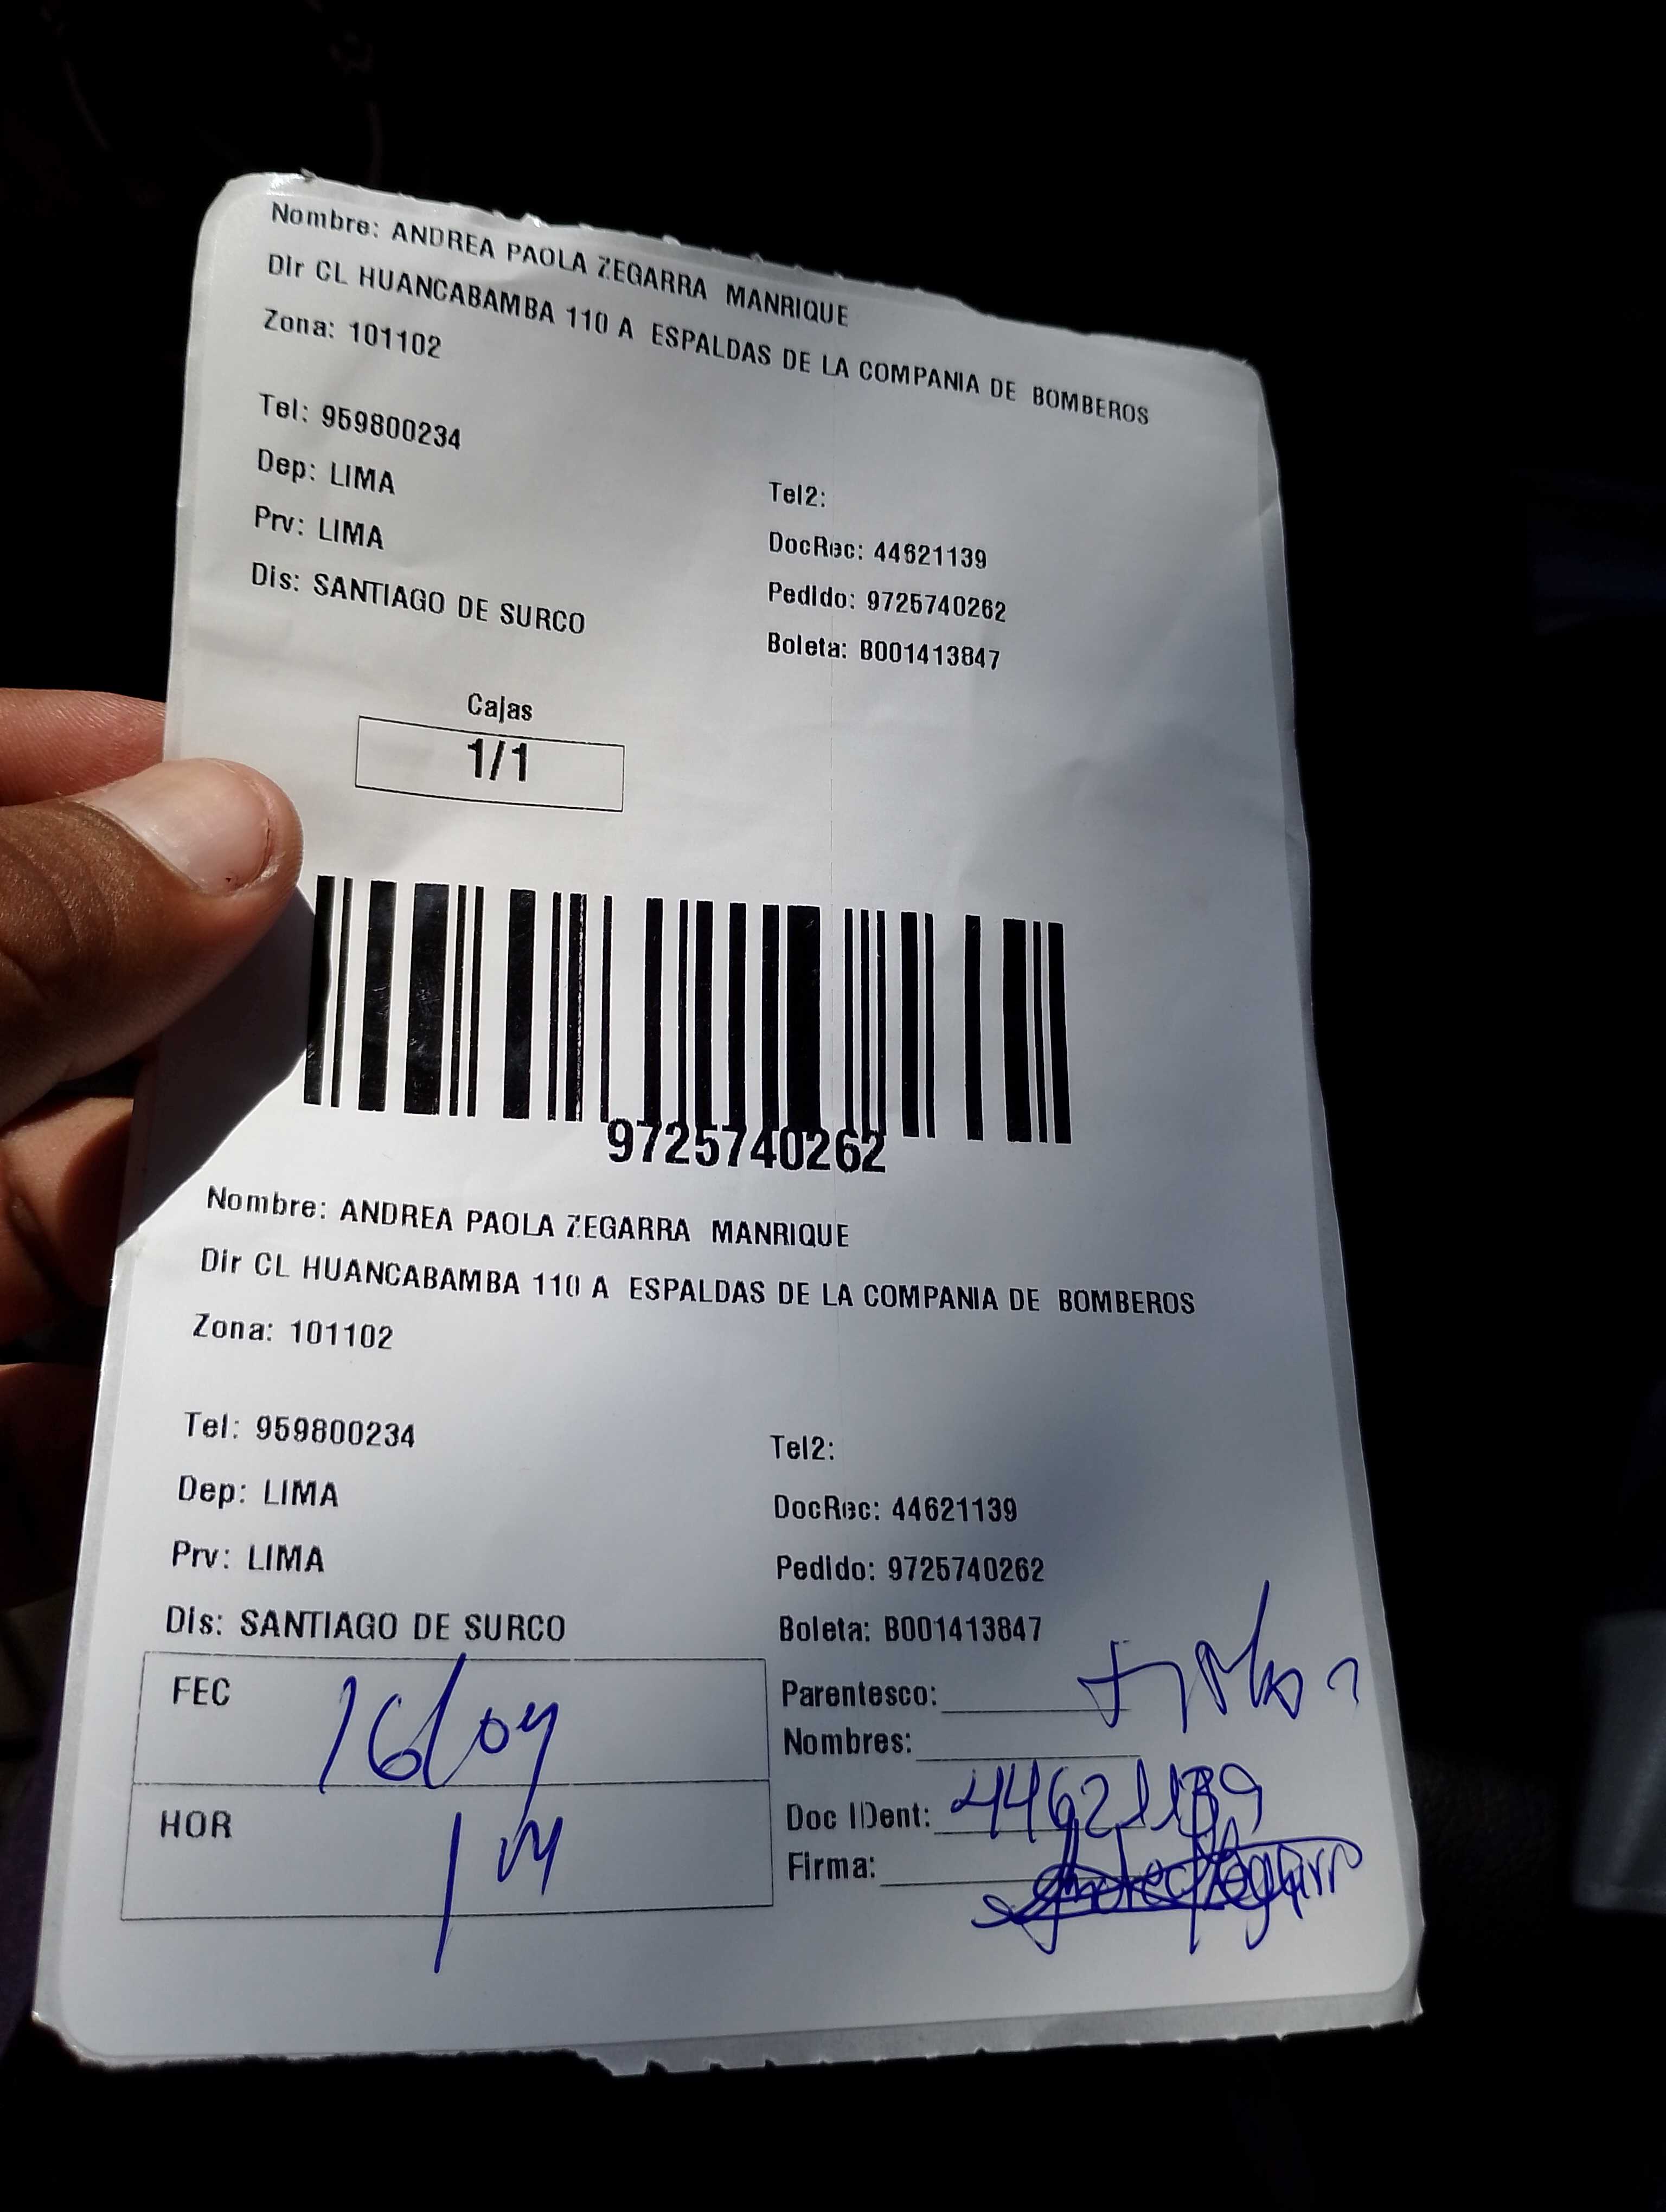 Nombre: ANDREA PAOLA ZEGARRA MANRIQUE
Dir CL HUANCABAMBA 110 A ESPALDAS DE LA COMPANIA DE BOMBEROS
Zona: 101102
Tel: 959800234
Tel2:
Dep: LIMA
DocRec: 44621139
Prv: LIMA
Pedido: 9725740262
Dis: SANTIAGO DE SURCO
Boleta: B001413847
Cajas
1/1
9725740262
Nombre: ANDREA PAOLA ZEGARRA MANRIQUE
Dir CL HUANCABAMBA 110 A ESPALDAS DE LA COMPANIA DE BOMBEROS
Zona: 101102
Tel: 959800234
Tel2:
Dep: LIMA
DocRec: 44621139
Prv: LIMA
Pedido: 9725740262
Dis: SANTIAGO DE SURCO
Boleta: B001413847
FEC 16/04
Parentesco:
Nombres:
HOR
Doc IDent: 44621139
Firma: